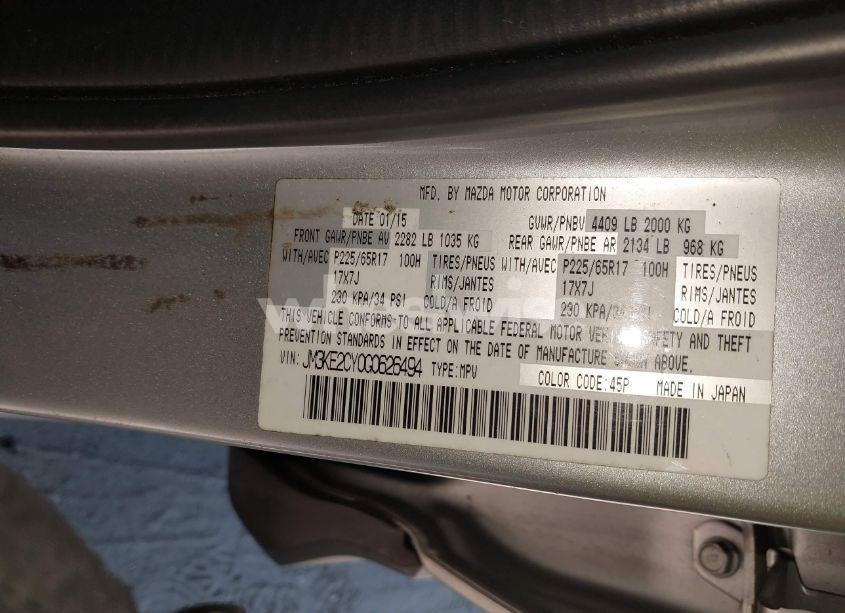 MFD. BY MAZDA MOTOR CORPORATION
DATE 01/15 GVWR/PNBV 4409 LB 2000 KG
FRONT GAWR/PNBE AV 2282 LB 1035 KG REAR GAWR/PNBE AR 2134 LB 968 KG
WITH/AVEC P225/65R17 100H TIRES/PNEUS WITH/AVEC P225/65R17 100H TIRES/PNEUS
17X7J RIMS/JANTES 17X7J RIMS/JANTES
230 KPA/34 PSI COLD/A FROID 230 KPA/ COLD/A FROID
THIS VEHICLE CONFORMS TO ALL APPLICABLE FEDERAL MOTOR SAFETY AND THEFT
PREVENTION STANDARDS IN EFFECT ON THE DATE OF MANUFACTURE ABOVE.
VIN: JM3KE2CY0G0626494 TYPE:MPV COLOR CODE:45P MADE IN JAPAN